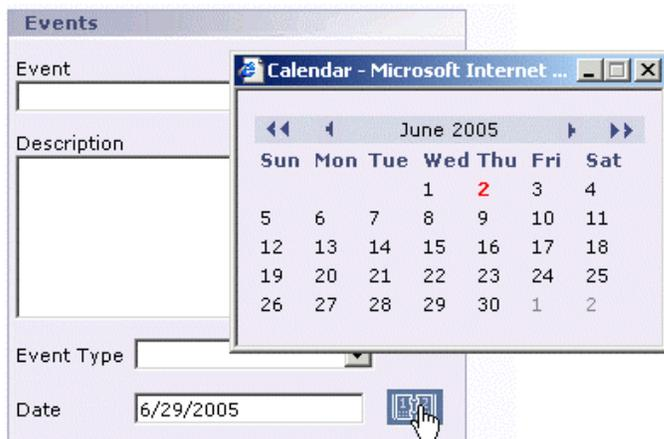 Events
Event
Calendar - Microsoft Internet ...
June 2005
Sun Mon Tue Wed Thu Fri Sat
1 2 3 4
5 6 7 8 9 10 11
12 13 14 15 16 17 18
19 20 21 22 23 24 25
26 27 28 29 30 1 2
Description
Event Type
Date 6/29/2005